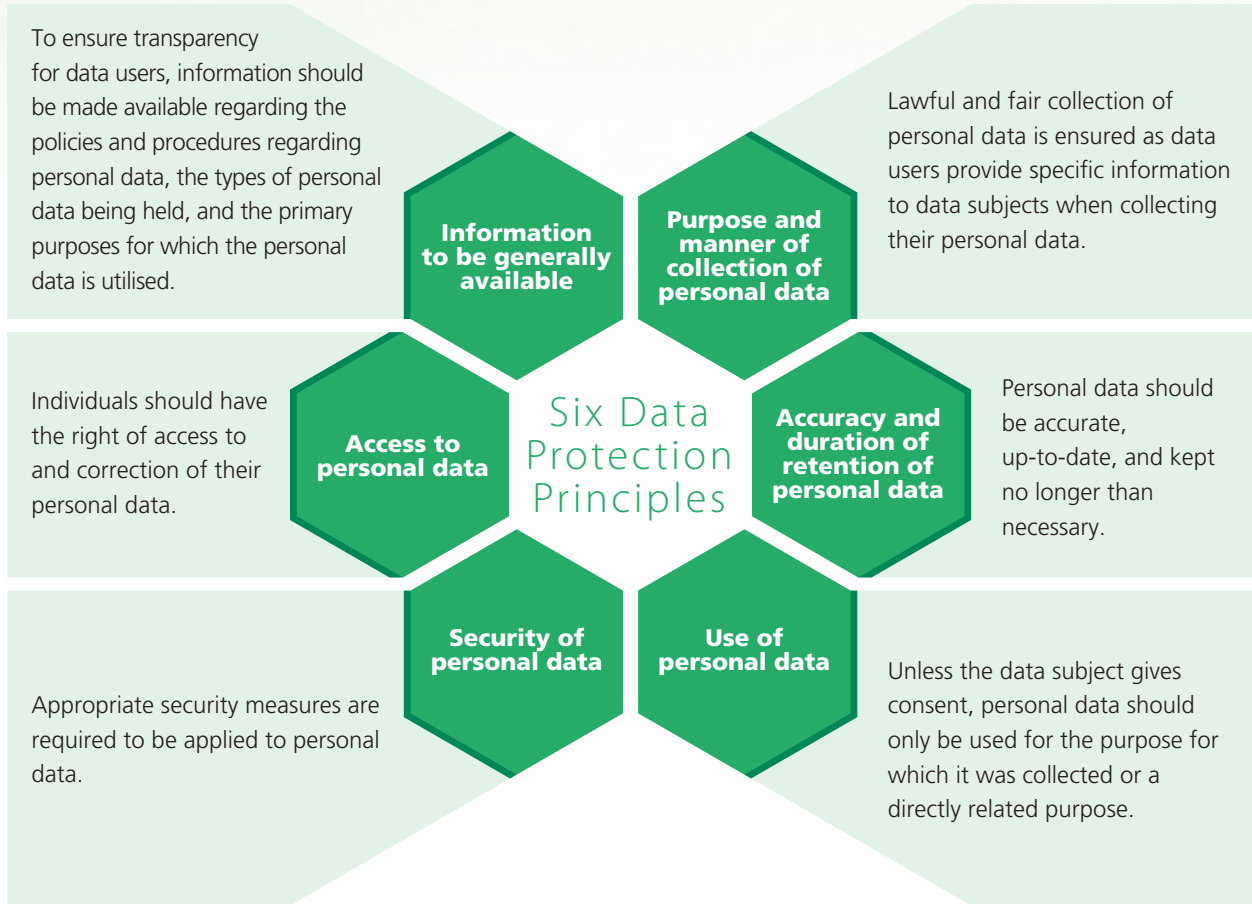 To ensure transparency
for data users, information should
be made available regarding the
policies and procedures regarding
personal data, the types of personal
data being held, and the primary
purposes for which the personal
data is utilised.
Information
to be generally
available
Purpose and
manner of
collection of
personal data
Lawful and fair collection of
personal data is ensured as data
users provide specific information
to data subjects when collecting
their personal data.
Individuals should have
the right of access to
and correction of their
personal data.
Access to
personal data
Six Data
Protection
Principles
Accuracy and
duration of
retention of
personal data
Personal data should
be accurate,
up-to-date, and kept
no longer than
necessary.
Appropriate security measures are
required to be applied to personal
data.
Security of
personal data
Use of
personal data
Unless the data subject gives
consent, personal data should
only be used for the purpose for
which it was collected or a
directly related purpose.